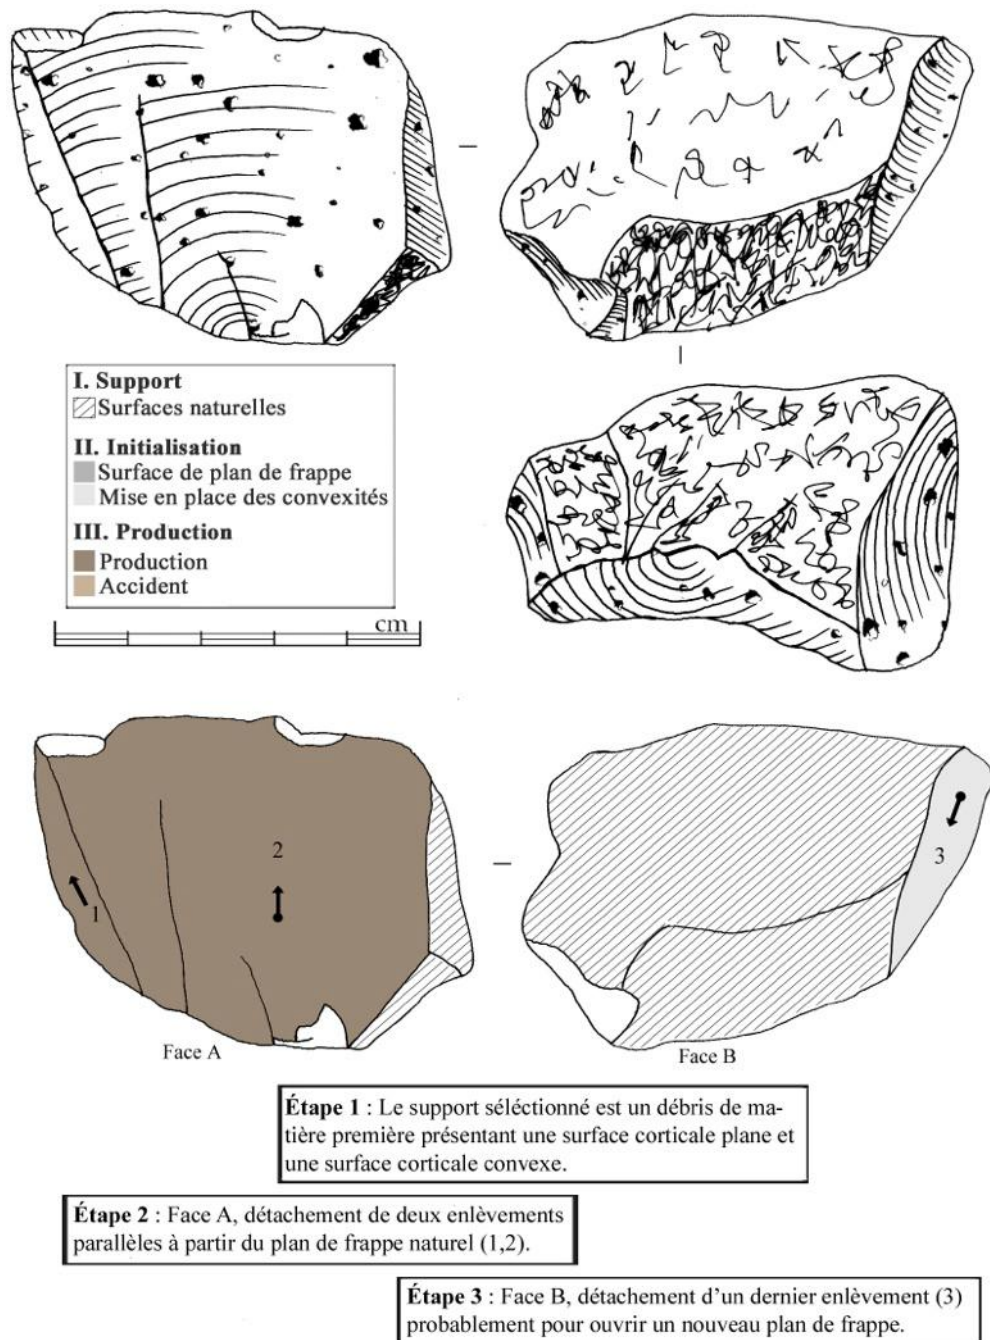 I. Support
Surfaces naturelles
II. Initialisation
Surface de plan de frappe
Mise en place des convexités
III. Production
Production
Accident
cm
2
1
3
Face A
Face B
Étape 1 : Le support séléctionné est un débris de ma-
tière première présentant une surface corticale plane et
une surface corticale convexe.
Étape 2 : Face A, détachement de deux enlèvements
parallèles à partir du plan de frappe naturel (1,2).
Étape 3 : Face B, détachement d'un dernier enlèvement (3)
probablement pour ouvrir un nouveau plan de frappe.